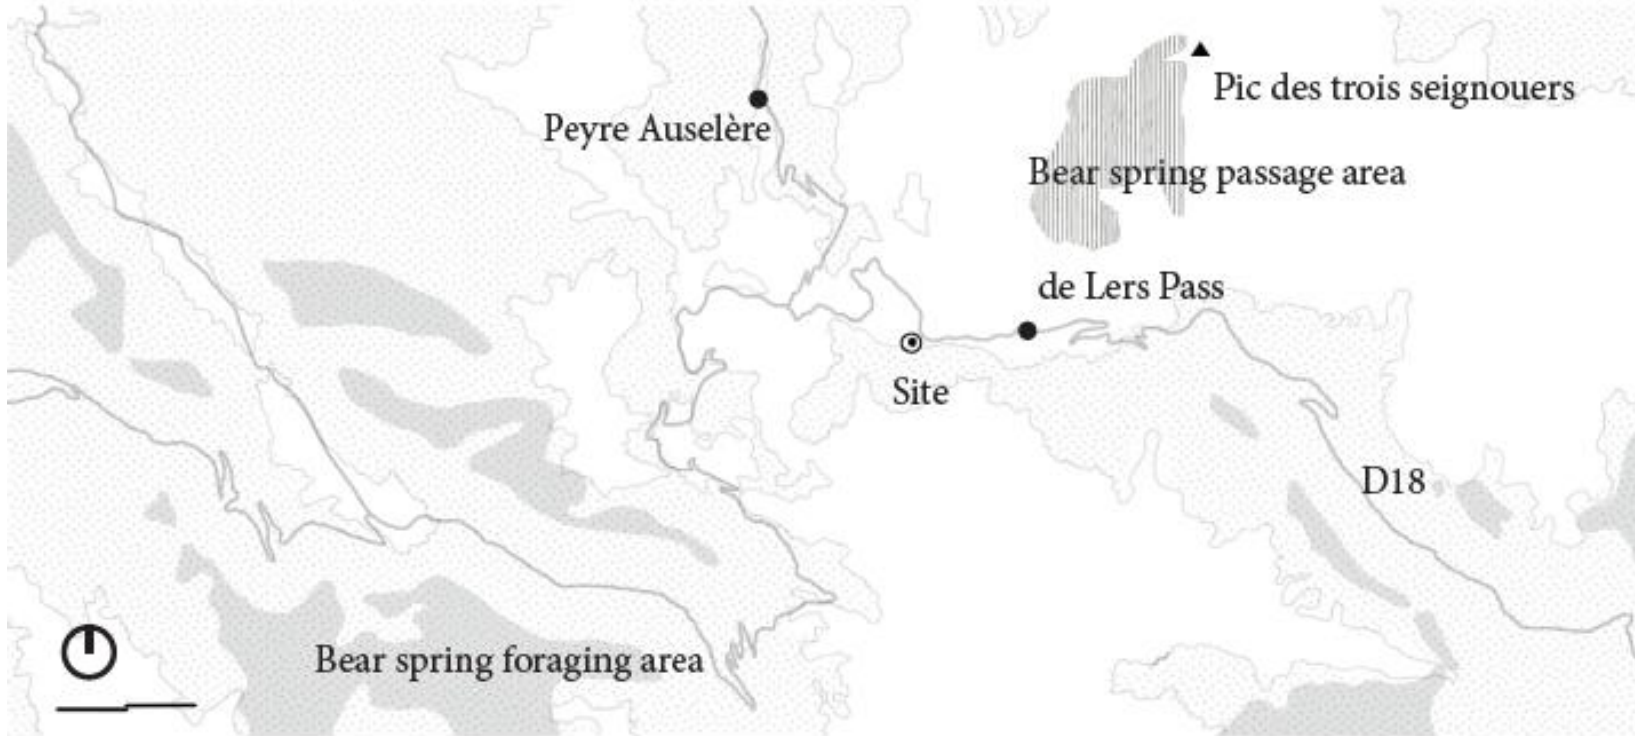 Pic des trois seignouers
Peyre Auselère
Bear spring passage area
de Lers Pass
Site
D18
Bear spring foraging area